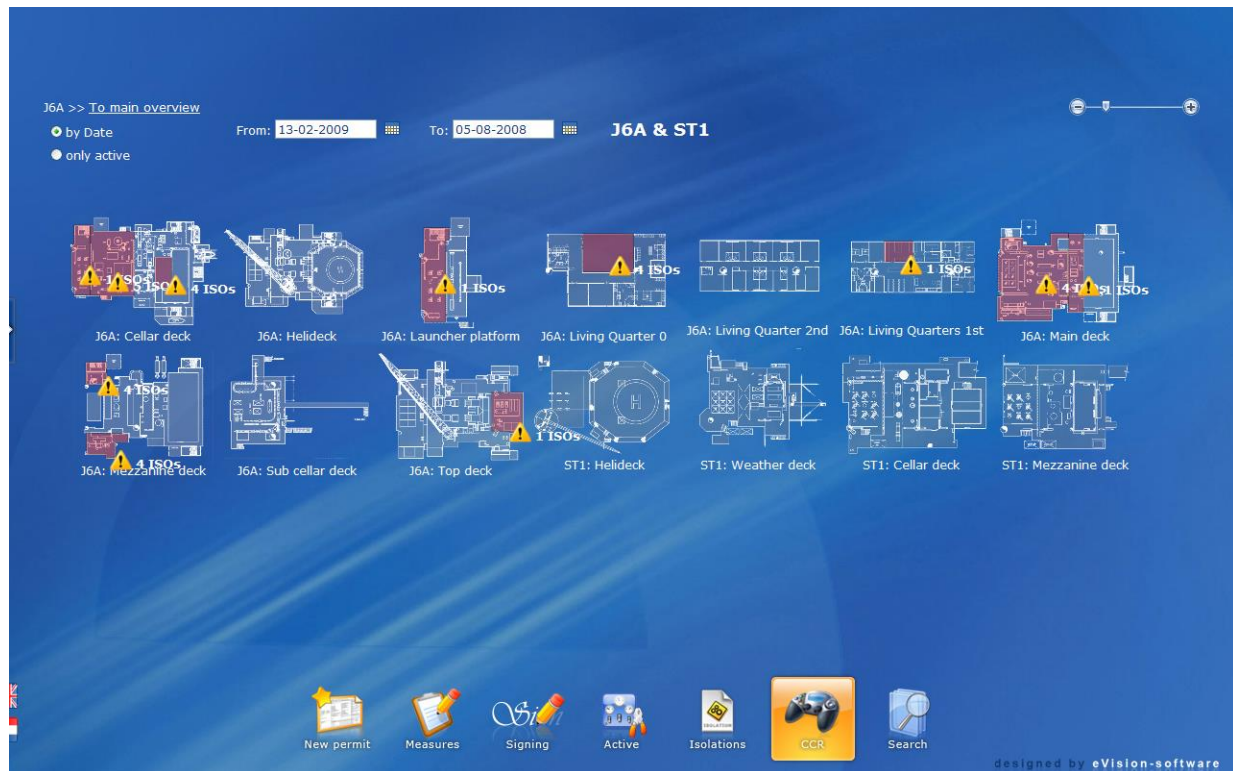 J6A >> To main overview
by Date
From: 13-02-2009 To: 05-08-2008
J6A & ST1
only active
4 ISOs
1 ISOs
4 ISOs
1 ISOs
4 ISOs
1 ISOs
J6A: Cellar deck
J6A: Helideck
J6A: Launcher platform
J6A: Living Quarter 0
J6A: Living Quarter 2nd
J6A: Living Quarters 1st
J6A: Main deck
4 ISOs
4 ISOs
1 ISOs
J6A: Mezzanine deck
J6A: Sub cellar deck
J6A: Top deck
ST1: Helideck
ST1: Weather deck
ST1: Cellar deck
ST1: Mezzanine deck
New permit
Measures
Sign
Signing
Active
ISOLATION
Isolations
CCR
Search
designed by eVision-software